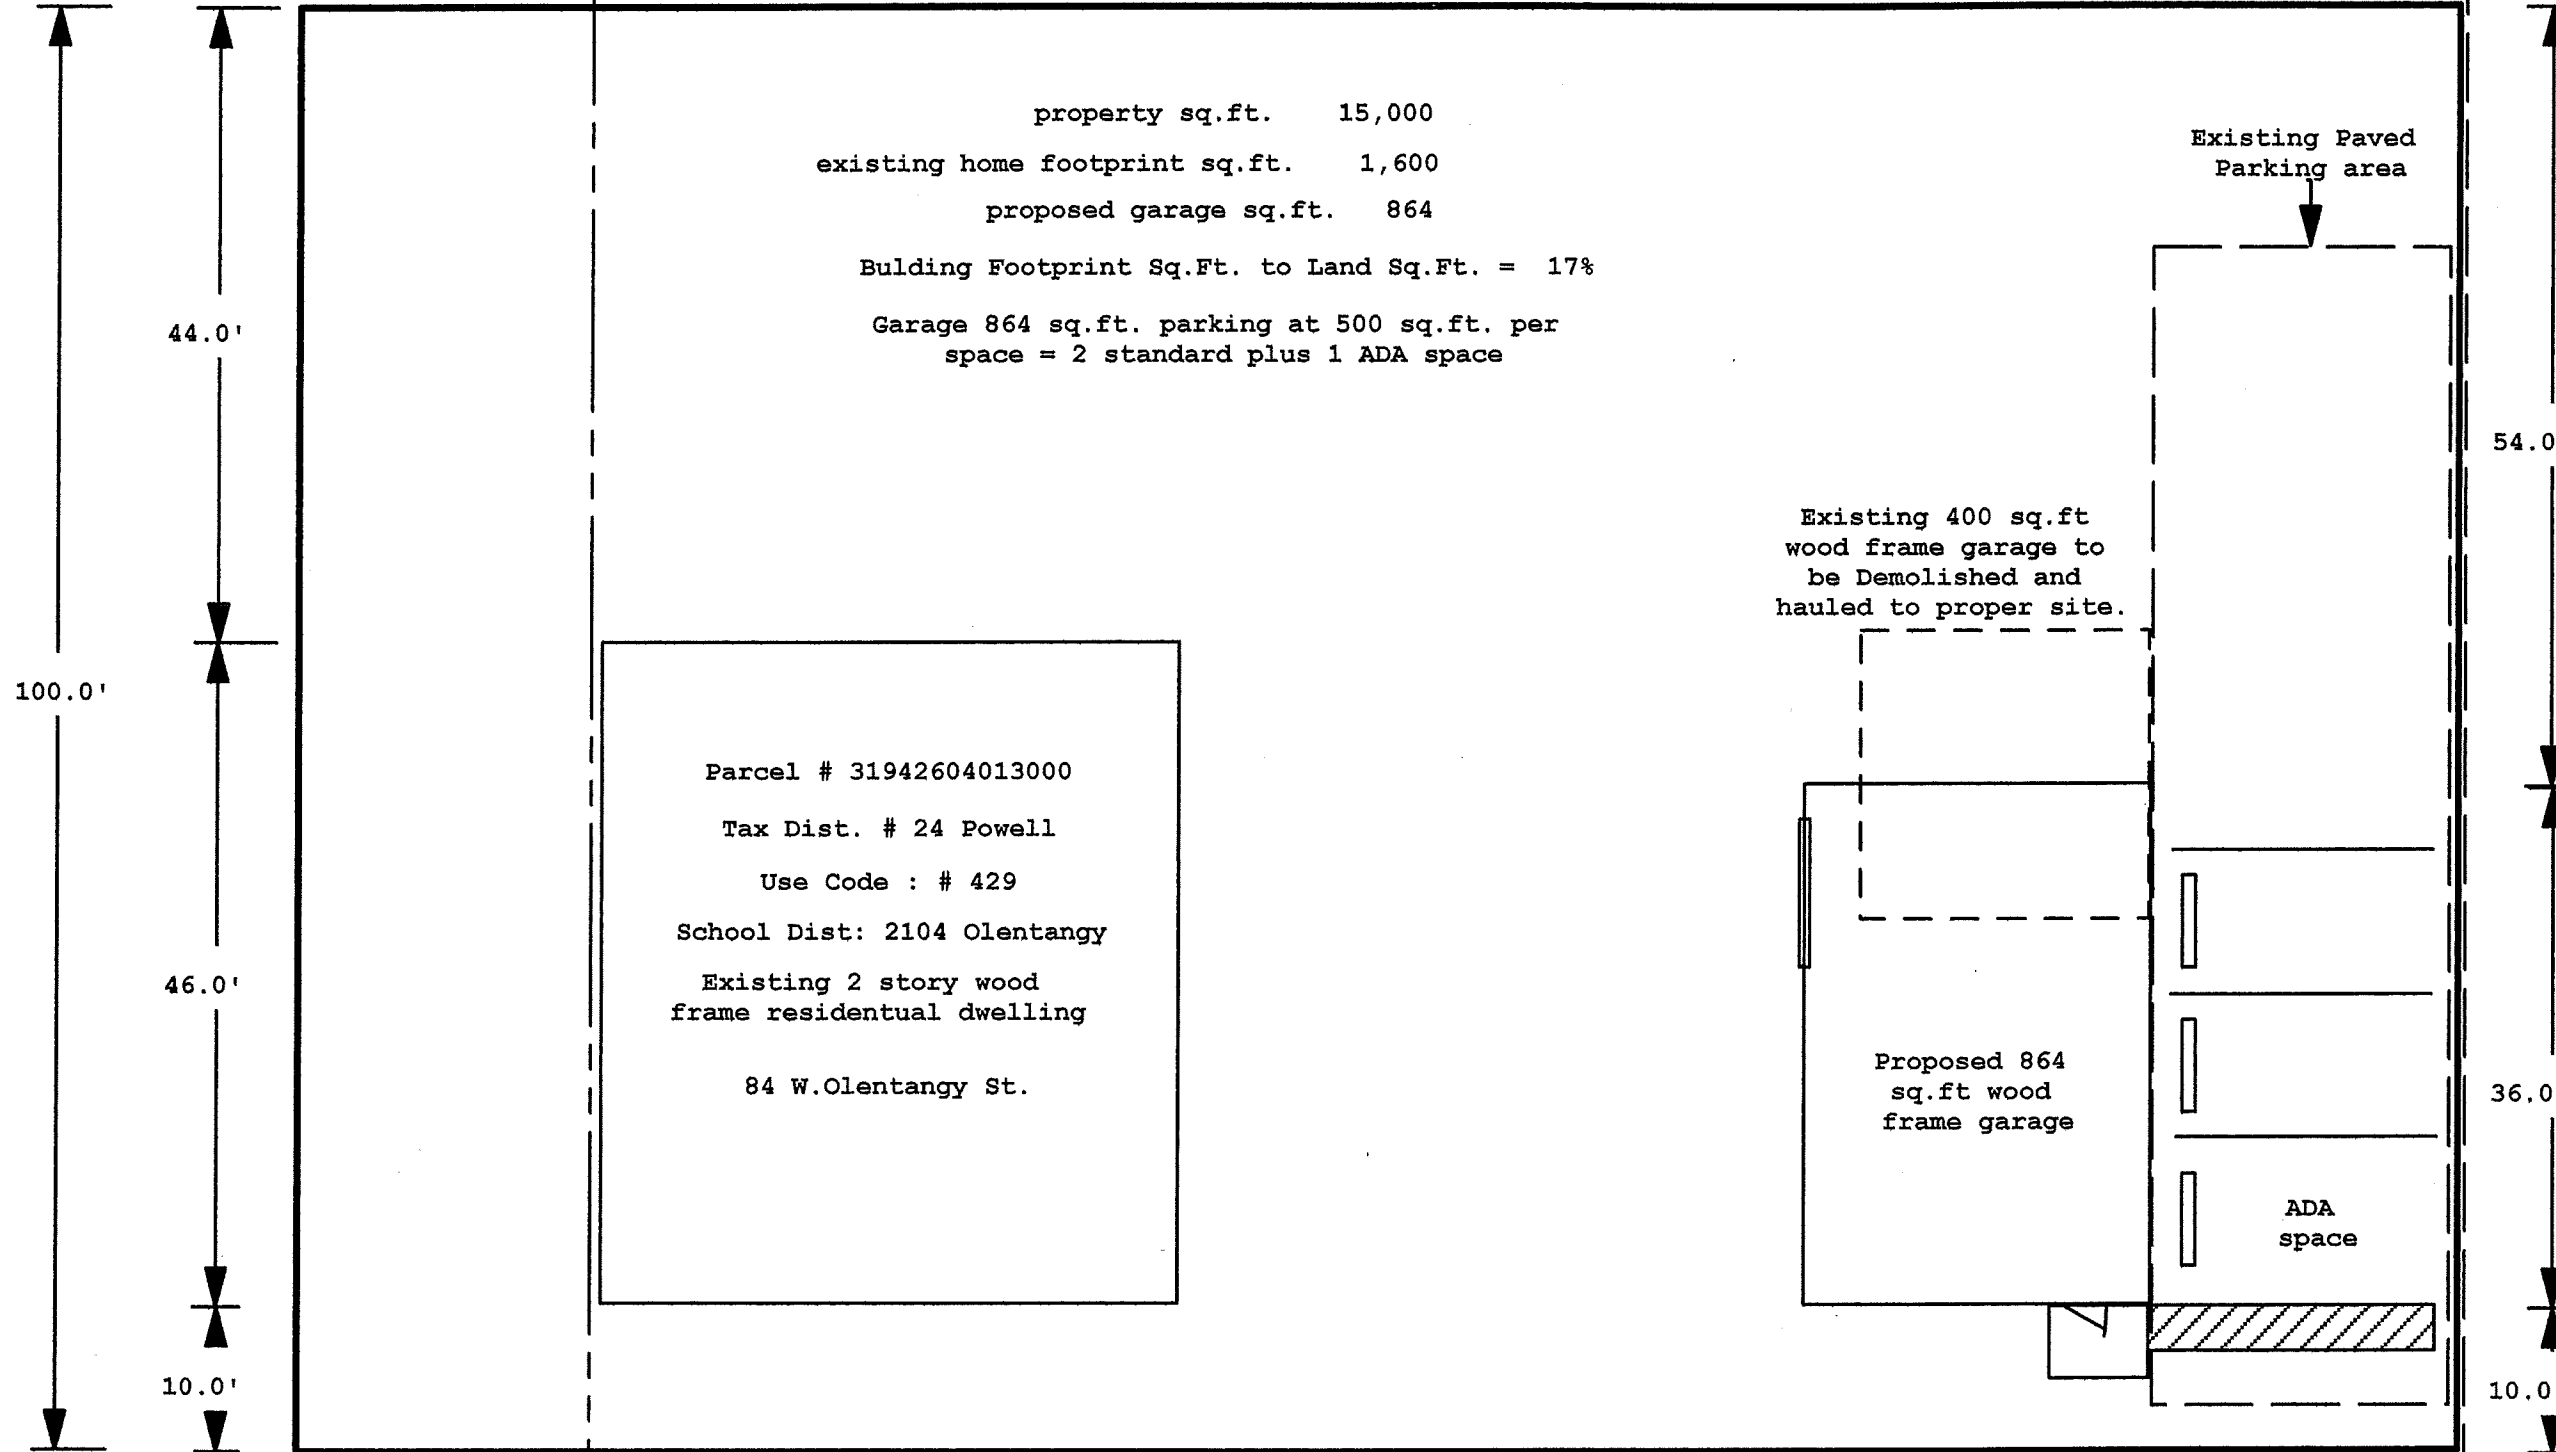 property sq.ft. 15,000
existing home footprint sq.ft. 1,600
proposed garage sq.ft. 864
Bulding Footprint Sq.Ft. to Land Sq.Ft. = 17%
Garage 864 sq.ft. parking at 500 sq.ft. per
space = 2 standard plus 1 ADA space
Existing Paved
Parking area
44.0'
54.0
Existing 400 sq.ft
wood frame garage to
be Demolished and
hauled to proper site.
100.0'
Parcel # 31942604013000
Tax Dist. # 24 Powell
Use Code : # 429
School Dist: 2104 Olentangy
Existing 2 story wood
frame residentual dwelling
84 W.Olentangy St.
46.0'
Proposed 864
sq.ft wood
frame garage
36.0
ADA
space
10.0'
10.0